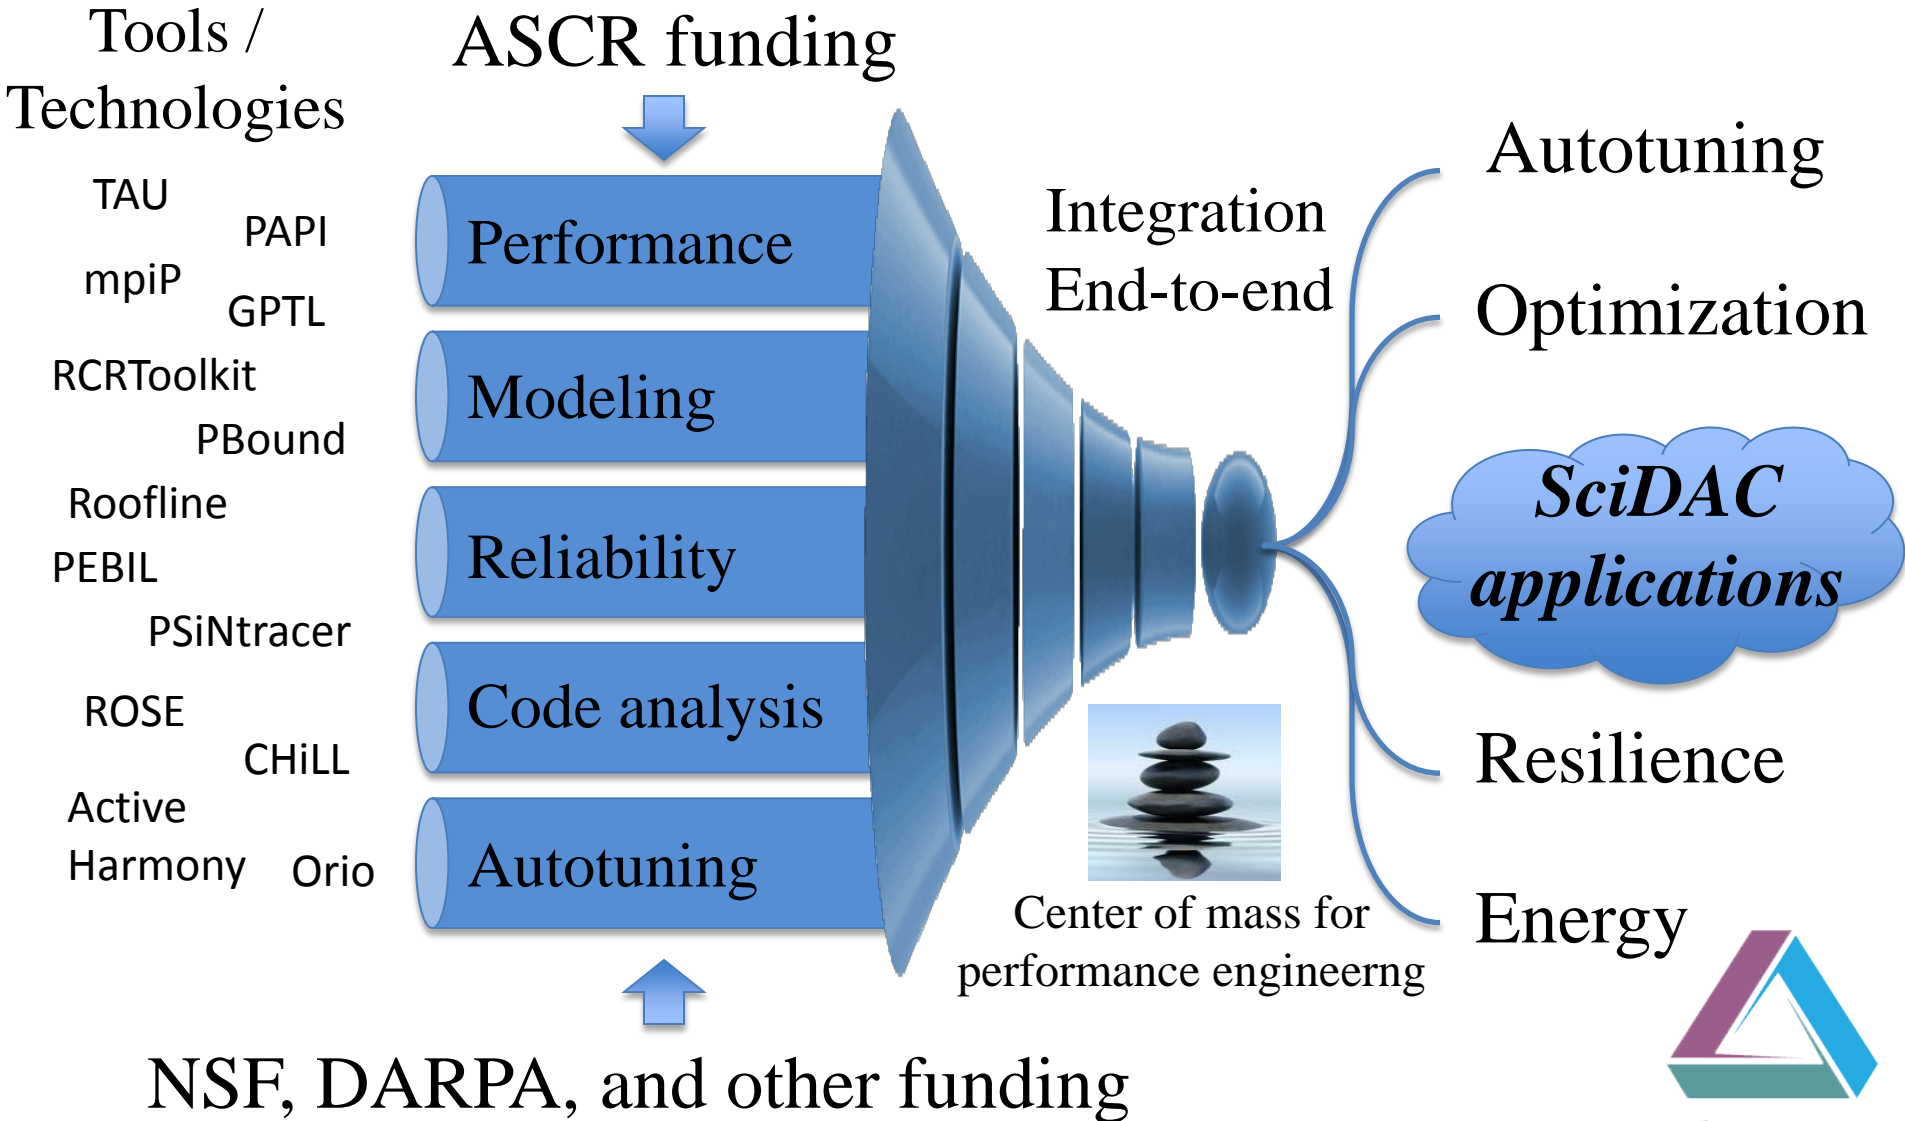 Tools /
Technologies
TAU
PAPI
mpiP
GPTL
RCRToolkit
PBound
Roofline
PEBIL
PSiNtracer
ROSE
CHiLL
Active
Harmony
Orio
ASCR funding
Performance
Modeling
Reliability
Code analysis
Autotuning
NSF, DARPA, and other funding
Integration
End-to-end
Center of mass for
performance engineerng
Autotuning
Optimization
SciDAC
applications
Resilience
Energy